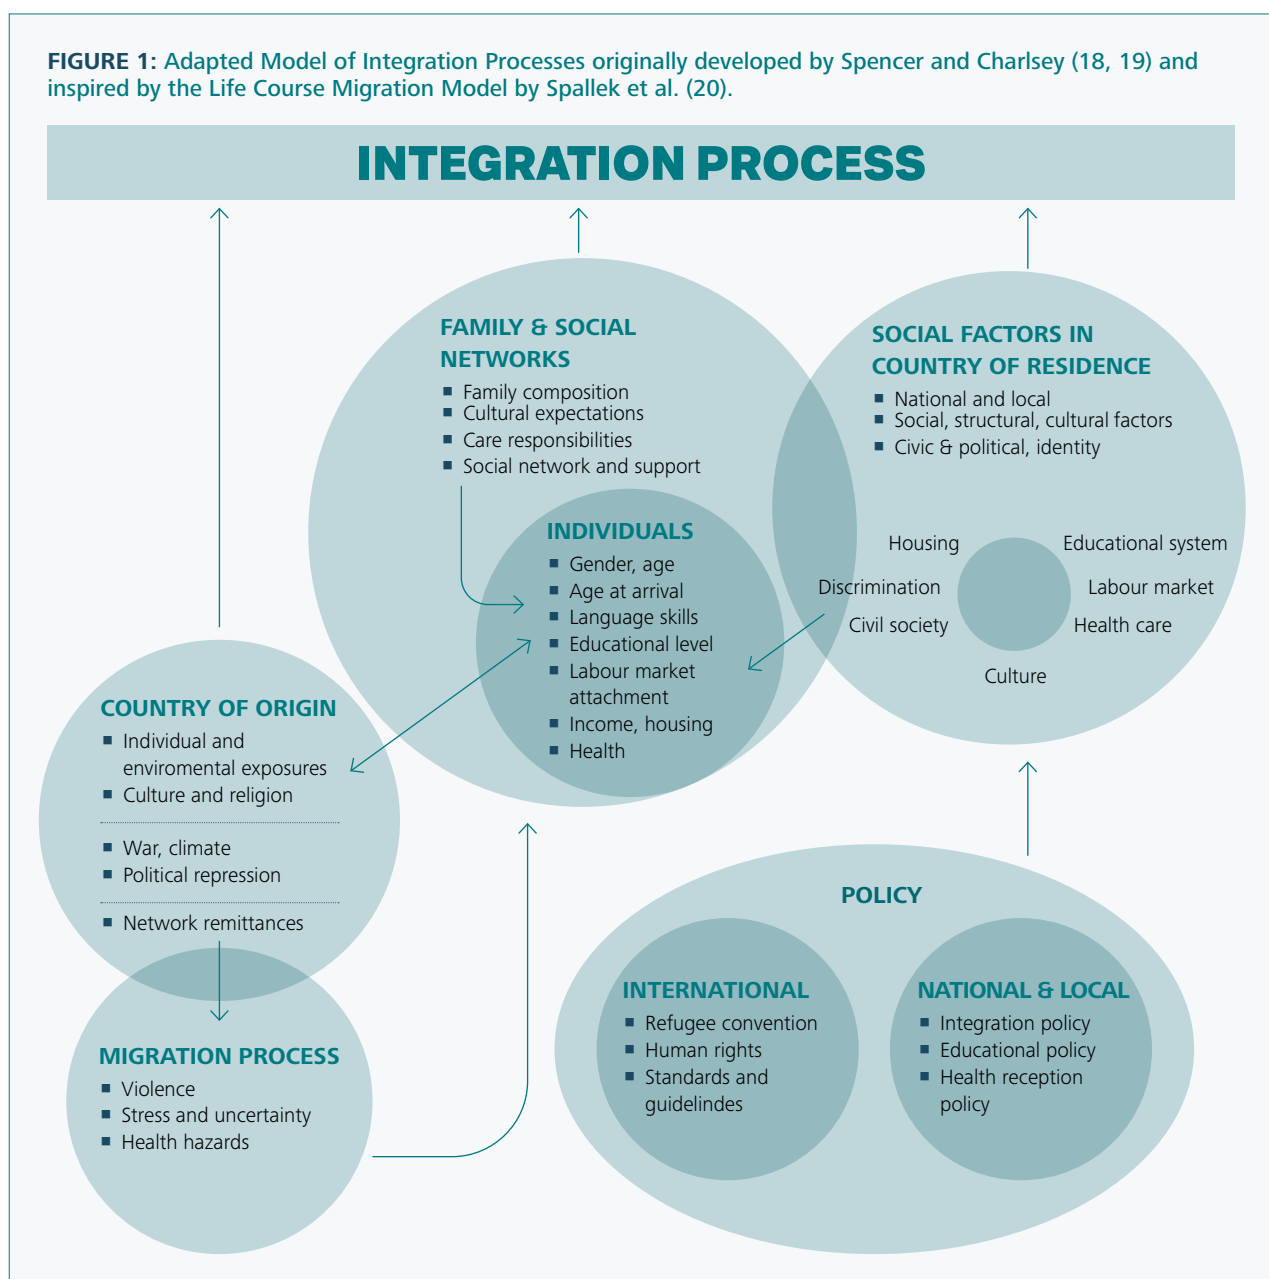 FIGURE 1: Adapted Model of Integration Processes originally developed by Spencer and Charlsey (18, 19) and
inspired by the Life Course Migration Model by Spallek et al. (20).
INTEGRATION PROCESS
FAMILY & SOCIAL
NETWORKS
■ Family composition
■ Cultural expectations
■ Care responsibilities
■ Social network and support
SOCIAL FACTORS IN
COUNTRY OF RESIDENCE
■ National and local
■ Social, structural, cultural factors
■ Civic & political, identity
Housing
Educational system
Discrimination
Labour market
Civil society
Health care
Culture
INDIVIDUALS
■ Gender, age
■ Age at arrival
■ Language skills
■ Educational level
■ Labour market
attachment
■ Income, housing
■ Health
COUNTRY OF ORIGIN
■ Individual and
enviromental exposures
■ Culture and religion
■ War, climate
■ Political repression
■ Network remittances
MIGRATION PROCESS
■ Violence
■ Stress and uncertainty
■ Health hazards
POLICY
INTERNATIONAL
■ Refugee convention
■ Human rights
■ Standards and
guidelindes
NATIONAL & LOCAL
■ Integration policy
■ Educational policy
■ Health reception
policy